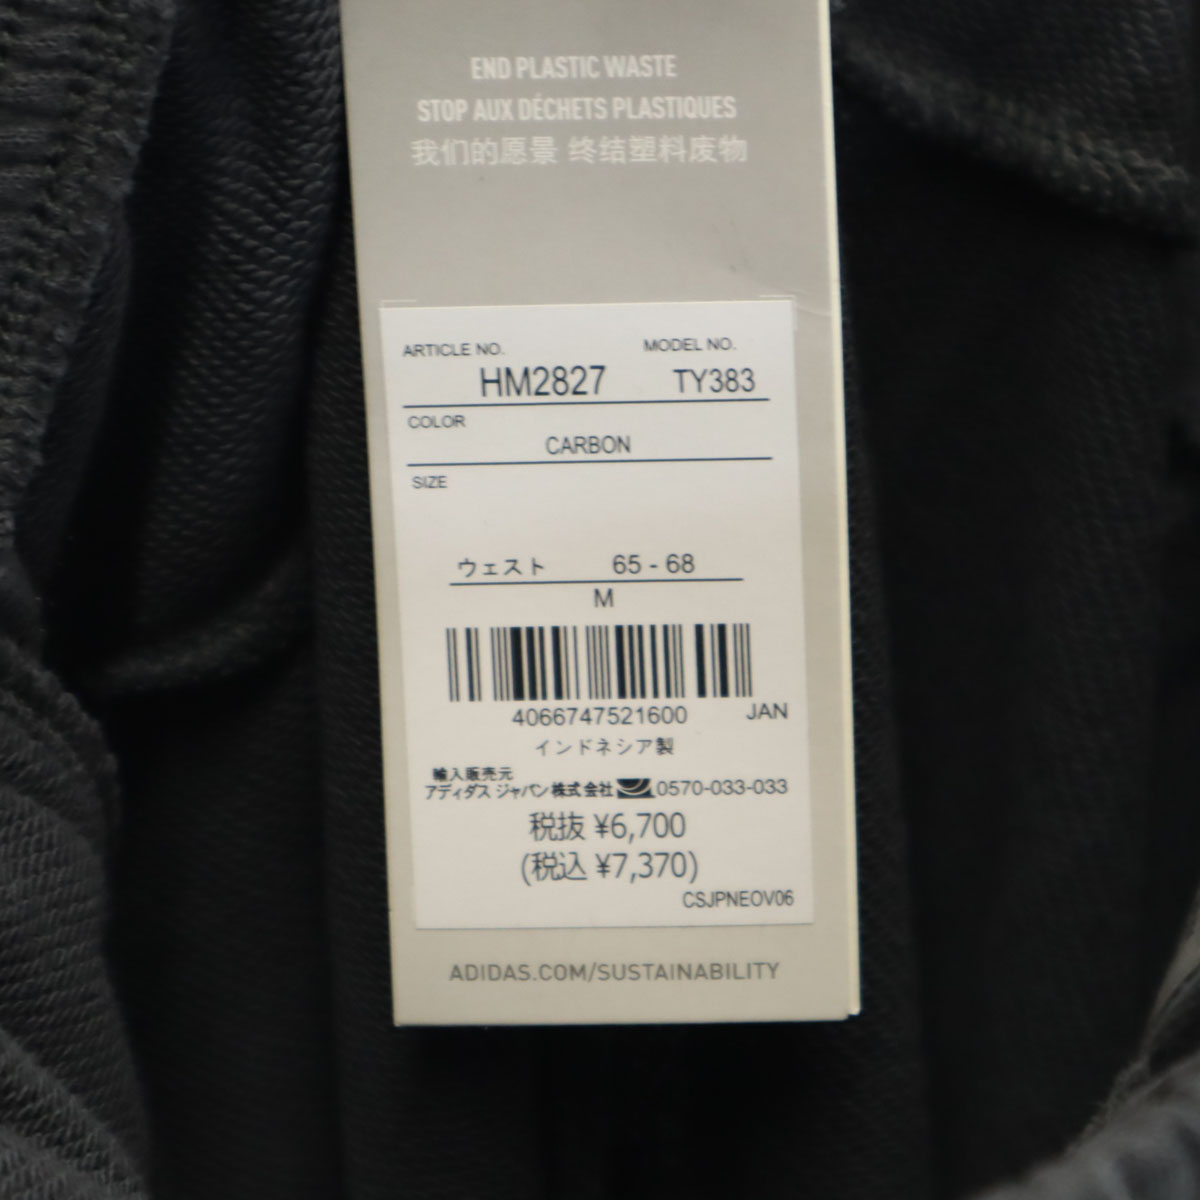 END PLASTIC WASTE
STOP AUX DÉCHETS PLASTIQUES
我们的愿景 终结塑料废物
ARTICLE NO. MODEL NO.
HM2827 TY383
COLOR
CARBON
SIZE
ウェスト 65 - 68
M
4066747521600 JAN
インドネシア製
輸入販売元
アディダス ジャパン株式会社 0570-033-033
税抜 ¥6,700
(税込 ¥7,370)
CSJPNEOV06
ADIDAS.COM/SUSTAINABILITY